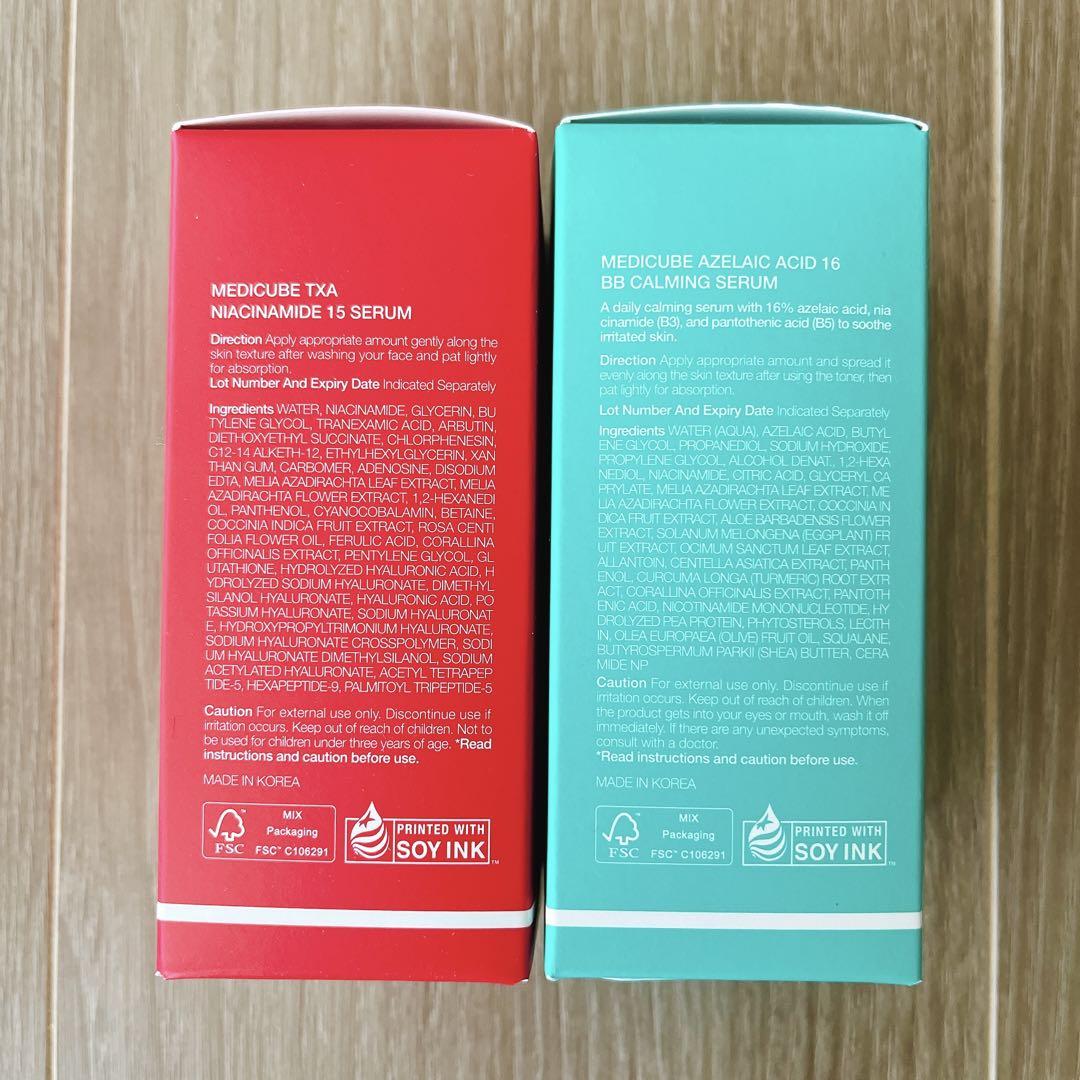 MEDICUBE TXA
NIACINAMIDE 15 SERUM
Direction Apply appropriate amount gently along the
skin texture after washing your face and pat lightly
for absorption.
Lot Number And Expiry Date Indicated Separately
Ingredients WATER, NIACINAMIDE, GLYCERIN, BU
TYLENE GLYCOL, TRANEXAMIC ACID, ARBUTIN,
DIETHOXYETHYL SUCCINATE, CHLORPHENESIN,
C12-14 ALKETH-12, ETHYLHEXYLGLYCERIN, XAN
THAN GUM, CARBOMER, ADENOSINE, DISODIUM
EDTA, MELIA AZADIRACHTA LEAF EXTRACT, MELIA
AZADIRACHTA FLOWER EXTRACT, 1,2-HEXANEDI
OL, PANTHENOL, CYANOCOBALAMIN, BETAINE,
COCCINIA INDICA FRUIT EXTRACT, ROSA CENTI
FOLIA FLOWER OIL, FERULIC ACID, CORALLINA
OFFICINALIS EXTRACT, PENTYLENE GLYCOL, GL
UTATHIONE, HYDROLYZED HYALURONIC ACID, H
YDROLYZED SODIUM HYALURONATE, DIMETHYL
SILANOL HYALURONATE, HYALURONIC ACID, PO
TASSIUM HYALURONATE, SODIUM HYALURONAT
E, HYDROXYPROPYLTRIMONIUM HYALURONATE,
SODIUM HYALURONATE CROSSPOLYMER, SODI
UM HYALURONATE DIMETHYLSILANOL, SODIUM
ACETYLATED HYALURONATE, ACETYL TETRAPEP
TIDE-5, HEXAPEPTIDE-9, PALMITOYL TRIPEPTIDE-5
Caution For external use only. Discontinue use if
irritation occurs. Keep out of reach of children. Not to
be used for children under three years of age. *Read
instructions and caution before use.
MADE IN KOREA
FSC™
MIX
Packaging
FSC™ C106291
PRINTED WITH
SOY INK™
MEDICUBE AZELAIC ACID 16
BB CALMING SERUM
A daily calming serum with 16% azelaic acid, nia
cinamide (B3), and pantothenic acid (B5) to soothe
irritated skin.
Direction Apply appropriate amount and spread it
evenly along the skin texture after using the toner, then
pat lightly for absorption.
Lot Number And Expiry Date Indicated Separately
Ingredients WATER (AQUA), AZELAIC ACID, BUTYL
ENE GLYCOL, PROPANEDIOL, SODIUM HYDROXIDE,
PROPYLENE GLYCOL, ALCOHOL DENAT., 1,2-HEXA
NEDIOL, NIACINAMIDE, CITRIC ACID, GLYCERYL CA
PRYLATE, MELIA AZADIRACHTA LEAF EXTRACT, ME
LIA AZADIRACHTA FLOWER EXTRACT, COCCINIA IN
DICA FRUIT EXTRACT, ALOE BARBADENSIS FLOWER
EXTRACT, SOLANUM MELONGENA (EGGPLANT) FR
UIT EXTRACT, OCIMUM SANCTUM LEAF EXTRACT,
ALLANTOIN, CENTELLA ASIATICA EXTRACT, PANTH
ENOL, CURCUMA LONGA (TURMERIC) ROOT EXTR
ACT, CORALLINA OFFICINALIS EXTRACT, PANTOTH
ENIC ACID, NICOTINAMIDE MONONUCLEOTIDE, HY
DROLYZED PEA PROTEIN, PHYTOSTEROLS, LECITH
IN, OLEA EUROPAEA (OLIVE) FRUIT OIL, SQUALANE,
BUTYROSPERMUM PARKII (SHEA) BUTTER, CERA
MIDE NP
Caution For external use only. Discontinue use if
irritation occurs. Keep out of reach of children. When
the product gets into your eyes or mouth, wash it off
immediately. If there are any unexpected symptoms,
consult with a doctor.
*Read instructions and caution before use.
MADE IN KOREA
FSC™
MIX
Packaging
FSC™ C106291
PRINTED WITH
SOY INK™